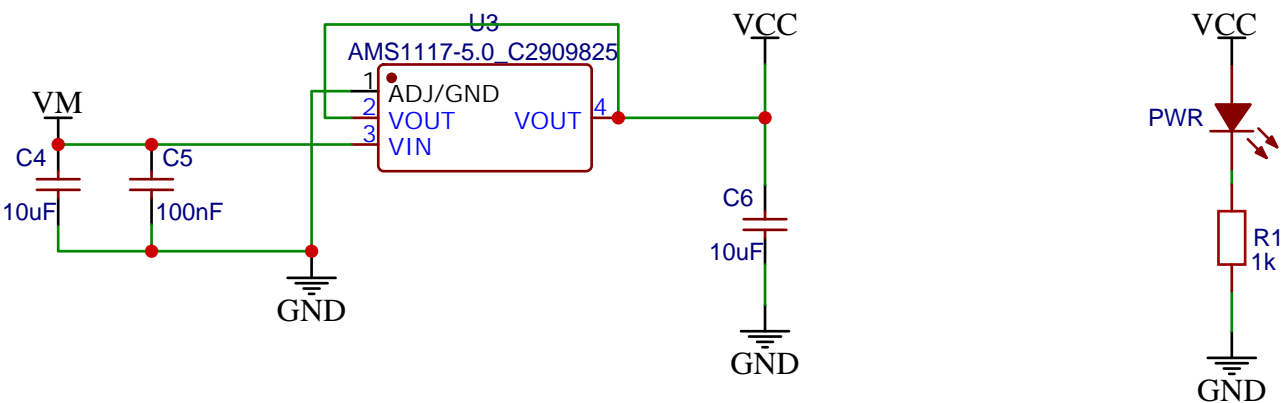 U3
AMS1117-5.0_C2909825
VM
C4
10uF
C5
100nF
1
ADJ/GND
2
VOUT
3
VIN
VOUT
4
GND
VCC
C6
10uF
GND
VCC
PWR
R1
1k
GND